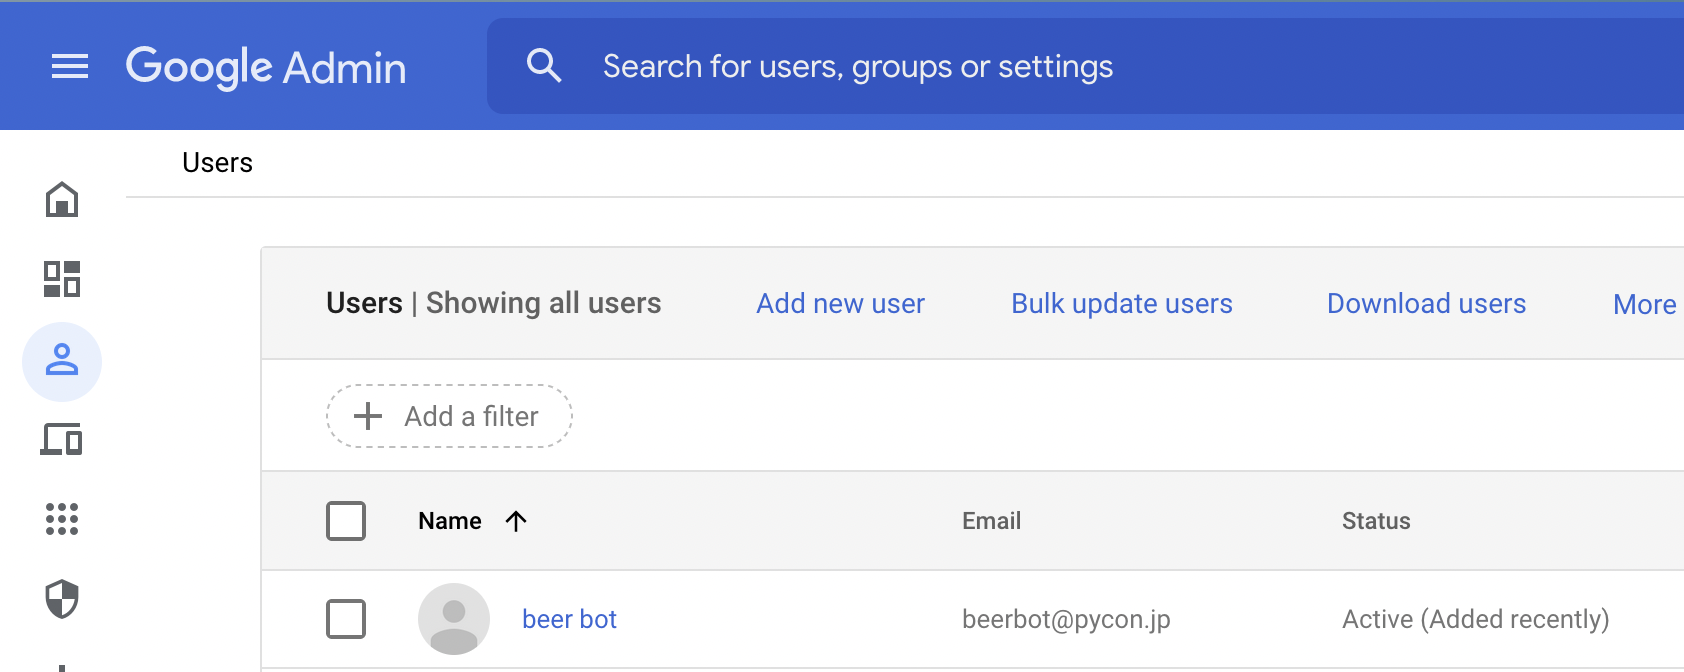 Google Admin
Search for users, groups or settings
Users
Users | Showing all users
Add new user
Bulk update users
Download users
More
Add a filter
Name
Email
Status
beer bot
beerbot@pycon.jp
Active (Added recently)